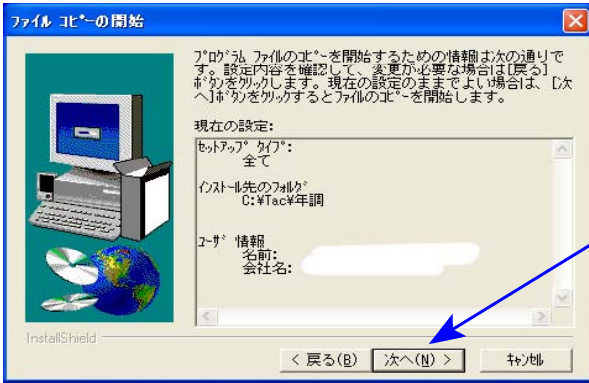 ファイル コピーの開始
プログラム ファイルのコピーを開始するための情報は次の通りで
す。設定内容を確認して、変更が必要な場合は[戻る]
ボタンをクリックします。現在の設定のままでよい場合は、[次
へ]ボタンをクリックするとファイルのコピーを開始します。
現在の設定:
セットアップ タイプ:
全て
インストール先のフォルダ
C:¥Tac¥年調
ユーザ 情報
名前:
会社名:
InstallShield
< 戻る(B)
次へ(N) >
キャンセル